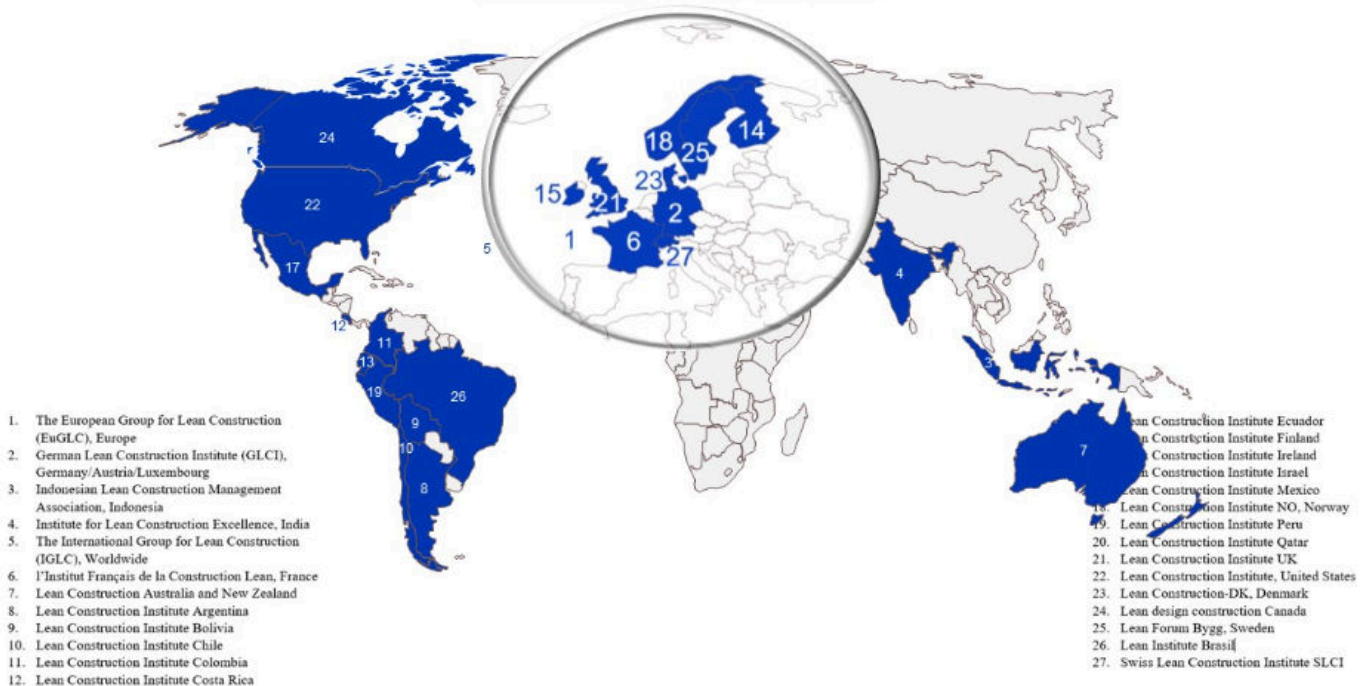 24
22
17
5
12
11
13
19
26
9
10
8
18
14
25
23
15
21
2
1
6
27
4
3
7
1. The European Group for Lean Construction
(EuGLC), Europe
2. German Lean Construction Institute (GLCI),
Germany/Austria/Luxembourg
3. Indonesian Lean Construction Management
Association, Indonesia
4. Institute for Lean Construction Excellence, India
5. The International Group for Lean Construction
(IGLC), Worldwide
6. l'Institut Français de la Construction Lean, France
7. Lean Construction Australia and New Zealand
8. Lean Construction Institute Argentina
9. Lean Construction Institute Bolivia
10. Lean Construction Institute Chile
11. Lean Construction Institute Colombia
12. Lean Construction Institute Costa Rica
ean Construction Institute Ecuador
an Construction Institute Finland
Construction Institute Ireland
Construction Institute Israel
Lean Construction Institute Mexico
18. Lean Construction Institute NO, Norway
19. Lean Construction Institute Peru
20. Lean Construction Institute Qatar
21. Lean Construction Institute UK
22. Lean Construction Institute, United States
23. Lean Construction-DK, Denmark
24. Lean design construction Canada
25. Lean Forum Bygg, Sweden
26. Lean Institute Brasil
27. Swiss Lean Construction Institute SLCI